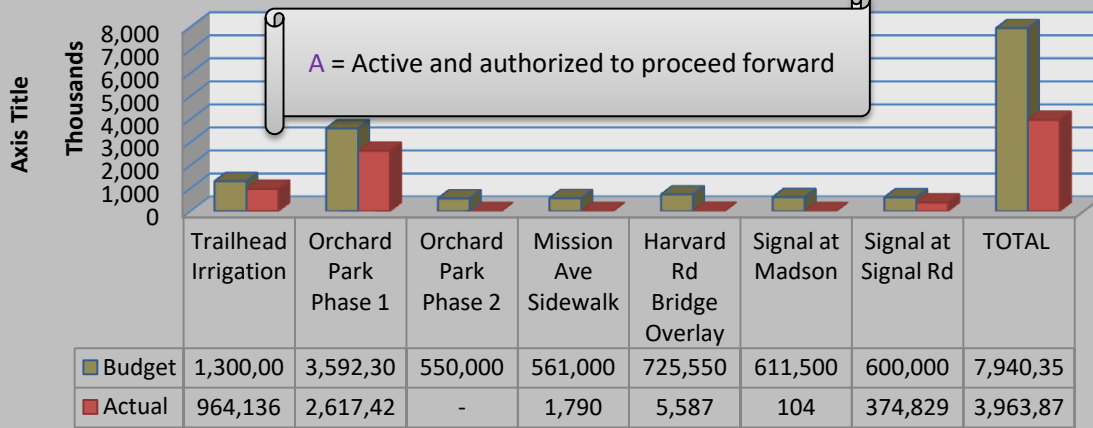 A = Active and authorized to proceed forward
Axis Title
Thousands
8,000
7,000
6,000
5,000
4,000
3,000
2,000
1,000
0
Trailhead
Irrigation
Orchard
Park
Phase 1
Orchard
Park
Phase 2
Mission
Ave
Sidewalk
Harvard
Rd
Bridge
Overlay
Signal at
Madson
Signal at
Signal Rd
TOTAL
Budget 1,300,00 3,592,30 550,000 561,000 725,550 611,500 600,000 7,940,35
Actual 964,136 2,617,42 - 1,790 5,587 104 374,829 3,963,87